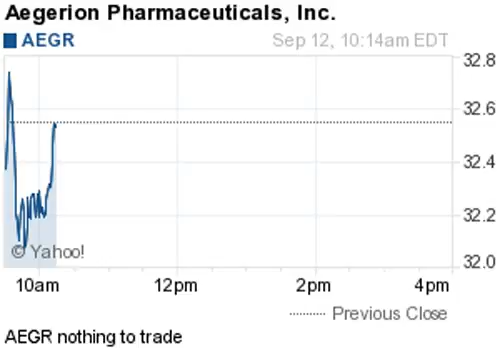 Aegerion Pharmaceuticals, Inc.
AEGR Sep 12, 10:14am EDT
32.8
32.6
32.4
32.2
32.0
© Yahoo!
10am 12pm 2pm 4pm
Previous Close
AEGR nothing to trade